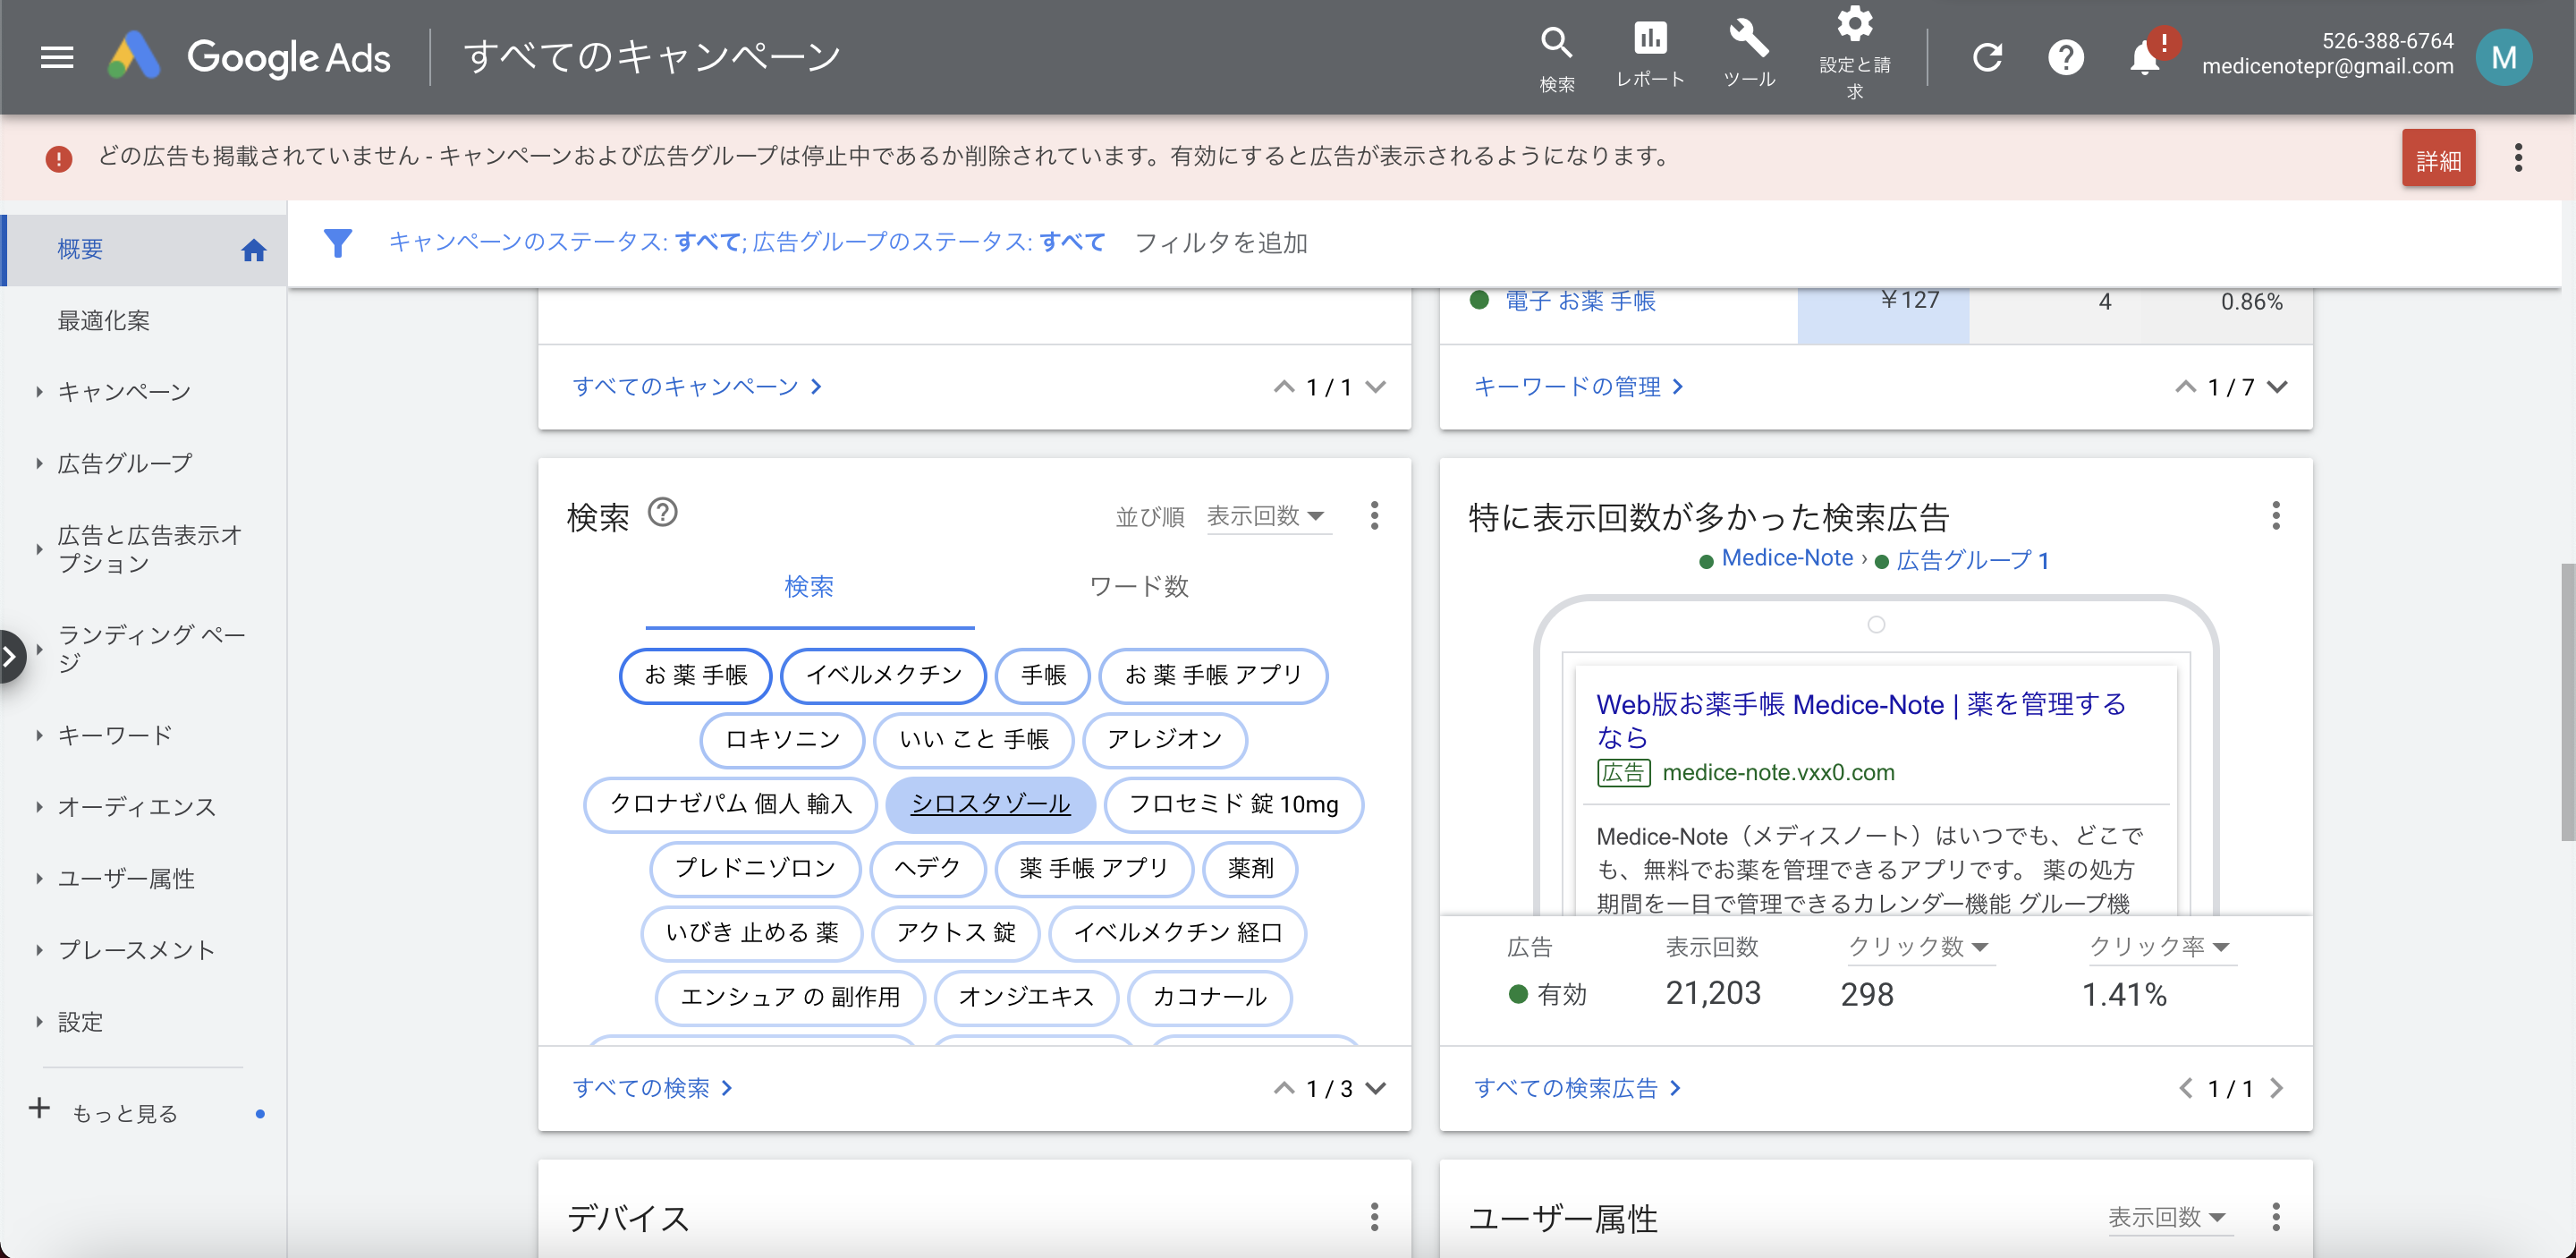 Google Ads
すべてのキャンペーン
検索
レポート
ツール
設定と請
求
526-388-6764
medicenotepr@gmail.com
M
どの広告も掲載されていません - キャンペーンおよび広告グループは停止中であるか削除されています。有効にすると広告が表示されるようになります。
詳細
概要
最適化案
キャンペーン
広告グループ
広告と広告表示オ
プション
ランディング ペー
ジ
キーワード
オーディエンス
ユーザー属性
プレースメント
設定
もっと見る
キャンペーンのステータス: すべて; 広告グループのステータス: すべて フィルタを追加
電子 お薬 手帳 ￥127 4 0.86%
すべてのキャンペーン 1 / 1
キーワードの管理 1 / 7
検索
並び順 表示回数
検索 ワード数
お 薬 手帳 イベルメクチン 手帳 お 薬 手帳 アプリ
ロキソニン いい こと 手帳 アレジオン
クロナゼパム 個人 輸入 シロスタゾール フロセミド 錠 10mg
プレドニゾロン ヘデク 薬 手帳 アプリ 薬剤
いびき 止める 薬 アクトス 錠 イベルメクチン 経口
エンシュア の 副作用 オンジエキス カコナール
すべての検索 1 / 3
特に表示回数が多かった検索広告
Medice-Note › 広告グループ 1
Web版お薬手帳 Medice-Note | 薬を管理する
なら
広告 medice-note.vxx0.com
Medice-Note（メディスノート）はいつでも、どこで
も、無料でお薬を管理できるアプリです。 薬の処方
期間を一目で管理できるカレンダー機能 グループ機
広告 表示回数 クリック数 クリック率
有効 21,203 298 1.41%
すべての検索広告 1 / 1
デバイス
ユーザー属性
表示回数